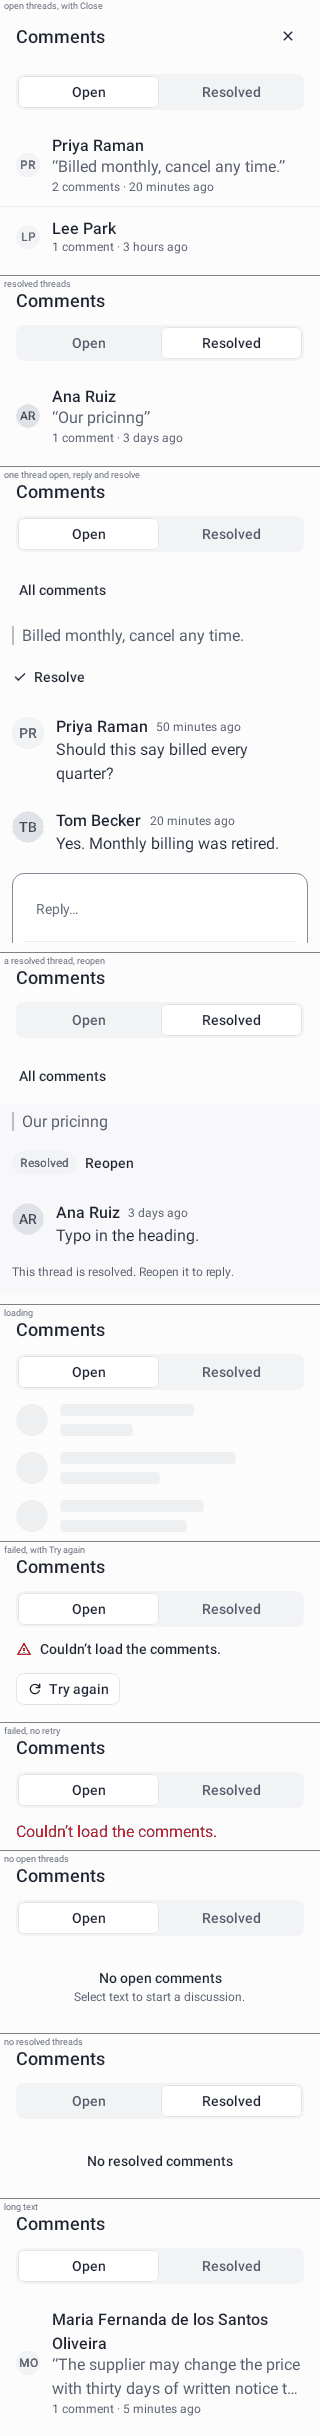 open threads, with Close
Comments
Open Resolved
Priya Raman
PR
“Billed monthly, cancel any time.”
2 comments · 20 minutes ago
Lee Park
LP
1 comment · 3 hours ago
resolved threads
Comments
Open Resolved
Ana Ruiz
AR
“Our pricinng”
1 comment · 3 days ago
one thread open, reply and resolve
Comments
Open Resolved
All comments
Billed monthly, cancel any time.
Resolve
PR
Priya Raman 50 minutes ago
Should this say billed every
quarter?
TB
Tom Becker 20 minutes ago
Yes. Monthly billing was retired.
Reply...
a resolved thread, reopen
Comments
Open Resolved
All comments
Our pricinng
Resolved Reopen
AR
Ana Ruiz 3 days ago
Typo in the heading.
This thread is resolved. Reopen it to reply.
loading
Comments
Open Resolved
failed, with Try again
Comments
Open Resolved
Couldn’t load the comments.
Try again
failed, no retry
Comments
Open Resolved
Couldn’t load the comments.
no open threads
Comments
Open Resolved
No open comments
Select text to start a discussion.
no resolved threads
Comments
Open Resolved
No resolved comments
long text
Comments
Open Resolved
Maria Fernanda de los Santos
Oliveira
MO
“The supplier may change the price
with thirty days of written notice t...
1 comment · 5 minutes ago